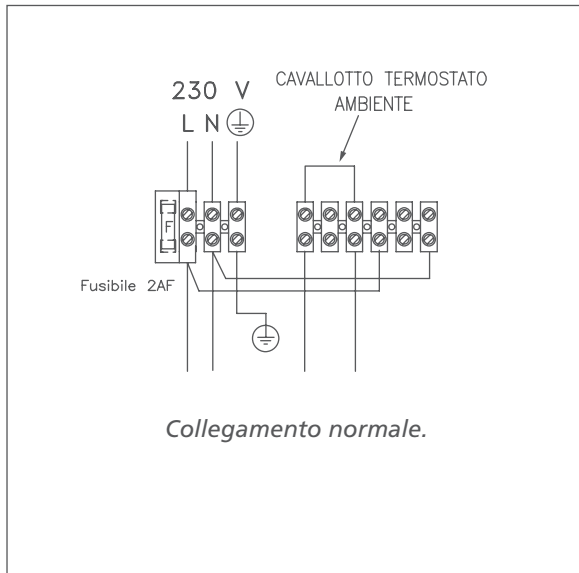 230 V
L N
CAVALLOTTO TERMOSTATO
AMBIENTE
F
Fusibile 2AF
Collegamento normale.